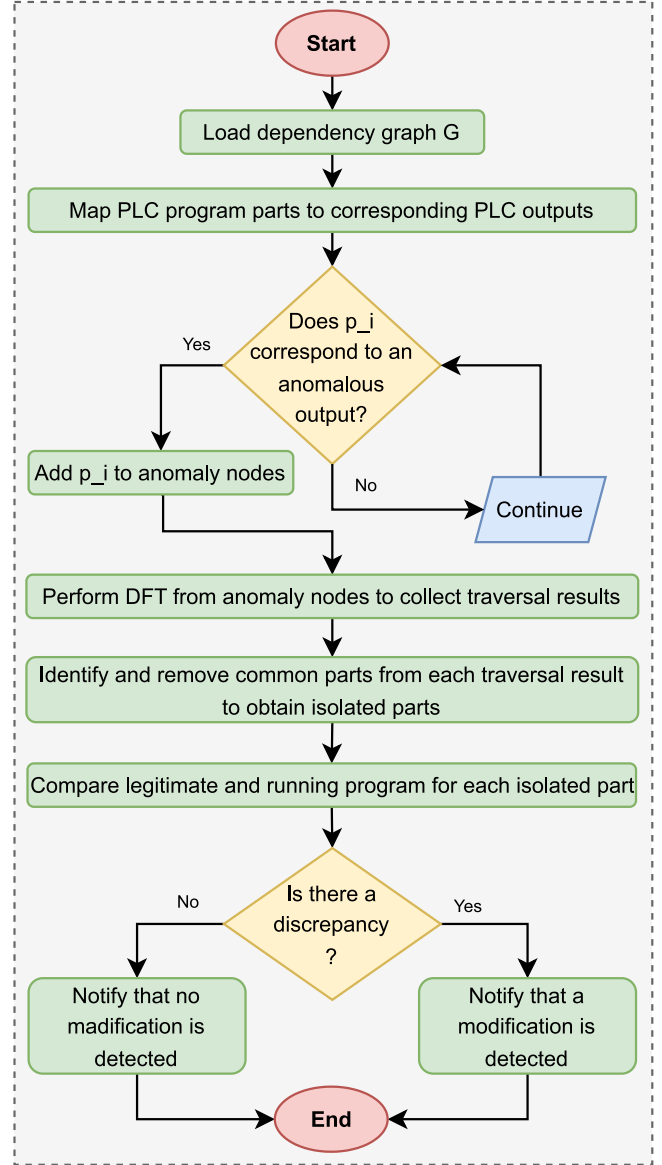 Start
Load dependency graph G
Map PLC program parts to corresponding PLC outputs
Does p_i
correspond to an
anomalous
output?
Yes
No
Add p_i to anomaly nodes
Continue
Perform DFT from anomaly nodes to collect traversal results
Identify and remove common parts from each traversal result
to obtain isolated parts
Compare legitimate and running program for each isolated part
Is there a
discrepancy
?
No
Yes
Notify that no
madification is
detected
Notify that a
modification is
detected
End